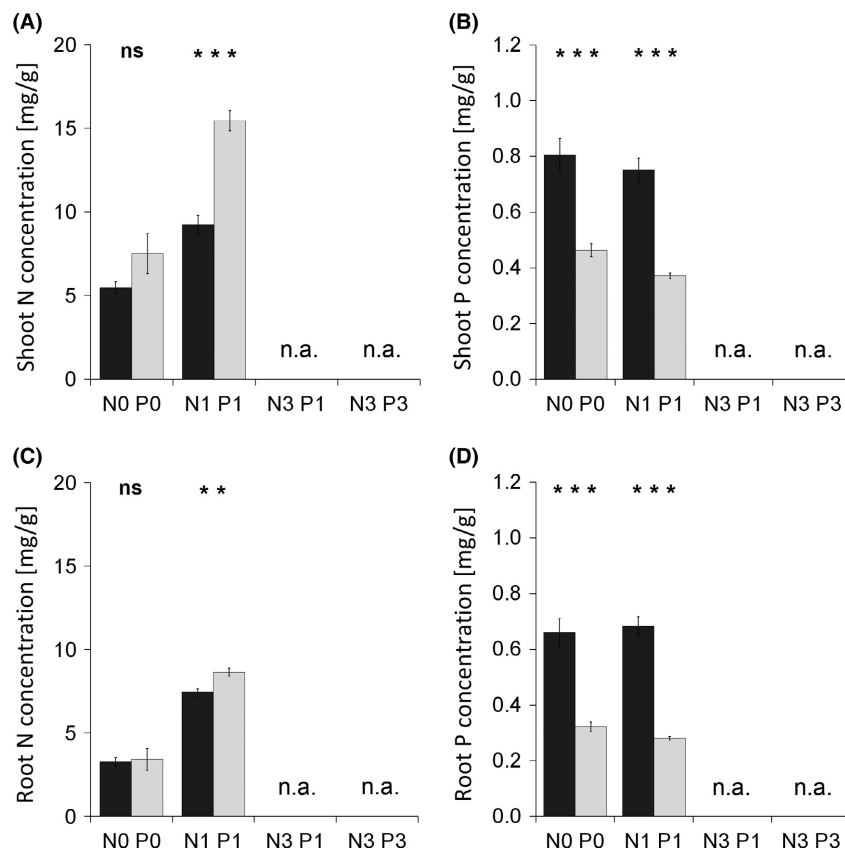 (A)
Shoot N concentration [mg/g]
20
15
10
5
0
ns
* * *
n.a.
n.a.
N0 P0 N1 P1 N3 P1 N3 P3
(B)
Shoot P concentration [mg/g]
1.2
1.0
0.8
0.6
0.4
0.2
0.0
* * *
* * *
n.a.
n.a.
N0 P0 N1 P1 N3 P1 N3 P3
(C)
Root N concentration [mg/g]
20
15
10
5
0
ns
* *
n.a.
n.a.
N0 P0 N1 P1 N3 P1 N3 P3
(D)
Root P concentration [mg/g]
1.2
1.0
0.8
0.6
0.4
0.2
0.0
* * *
* * *
n.a.
n.a.
N0 P0 N1 P1 N3 P1 N3 P3